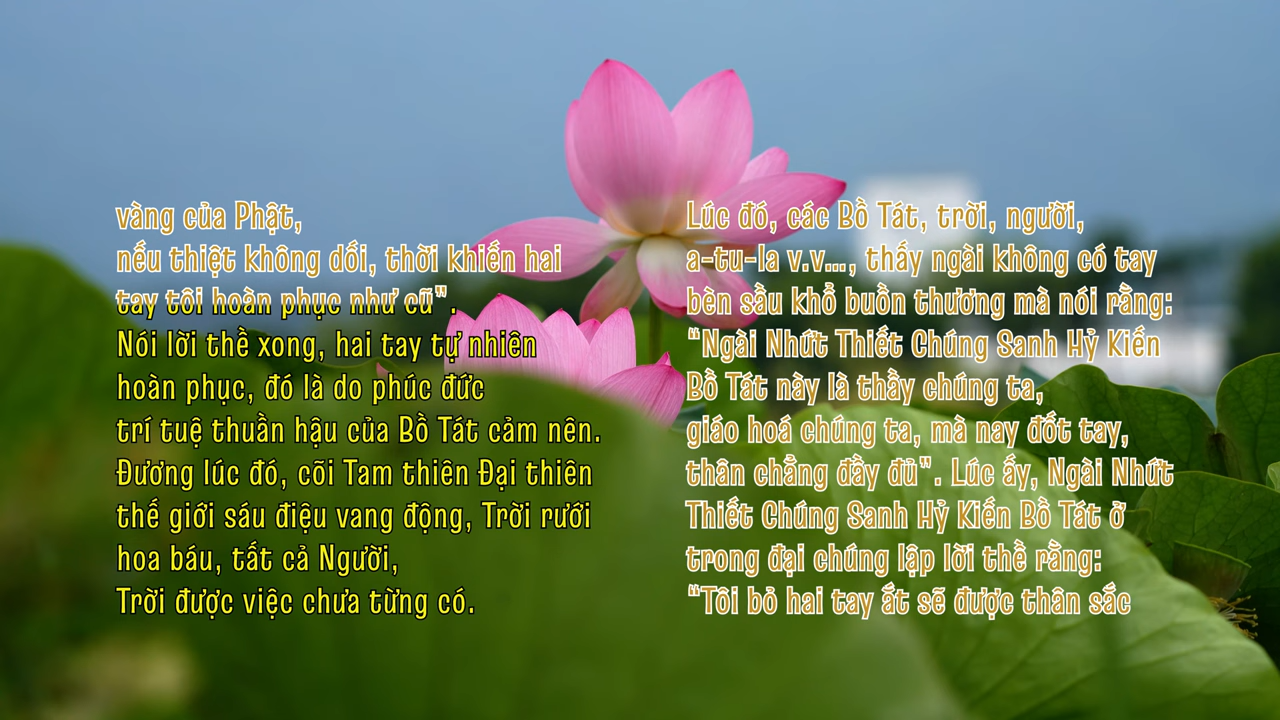 vàng của Phật,
nếu thiệt không dối, thời khiến hai
tay tôi hoàn phục như cũ”.
Nói lời thề xong, hai tay tự nhiên
hoàn phục, đó là do phúc đức
trí tuệ thuần hậu của Bồ Tát cảm nên.
Đương lúc đó, cõi Tam thiên Đại thiên
thế giới sáu điệu vang động, Trời rưới
hoa báu, tất cả Người,
Trời được việc chưa từng có.
Lúc đó, các Bồ Tát, trời, người,
a-tu-la v.v..., thấy ngài không có tay
bèn sầu khổ buồn thương mà nói rằng:
“Ngài Nhứt Thiết Chúng Sanh Hỷ Kiến
Bồ Tát này là thầy chúng ta,
giáo hoá chúng ta, mà nay đốt tay,
thân chẳng đầy đủ”. Lúc ấy, Ngài Nhứt
Thiết Chúng Sanh Hỷ Kiến Bồ Tát ở
trong đại chúng lập lời thề rằng:
“Tôi bỏ hai tay ắt sẽ được thân sắc